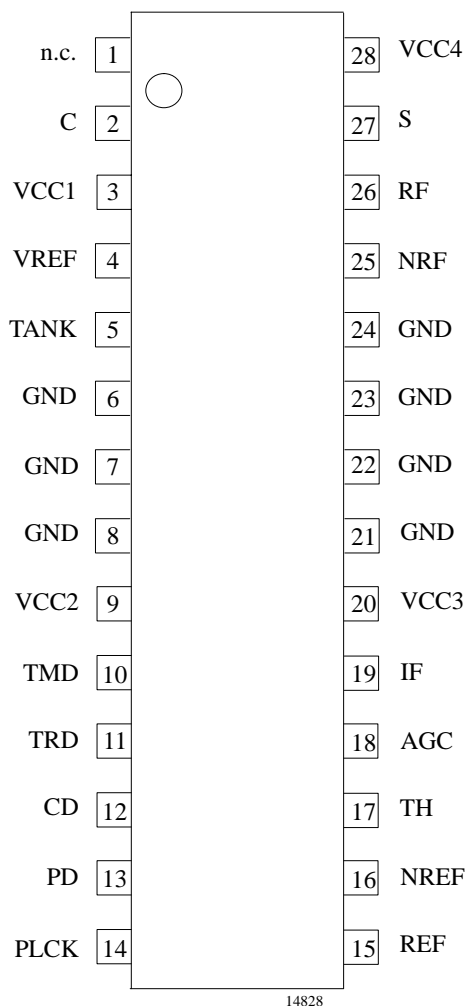 n.c. 1 28 VCC4
C 2 27 S
VCC1 3 26 RF
VREF 4 25 NRF
TANK 5 24 GND
GND 6 23 GND
GND 7 22 GND
GND 8 21 GND
VCC2 9 20 VCC3
TMD 10 19 IF
TRD 11 18 AGC
CD 12 17 TH
PD 13 16 NREF
PLCK 14 15 REF
14828